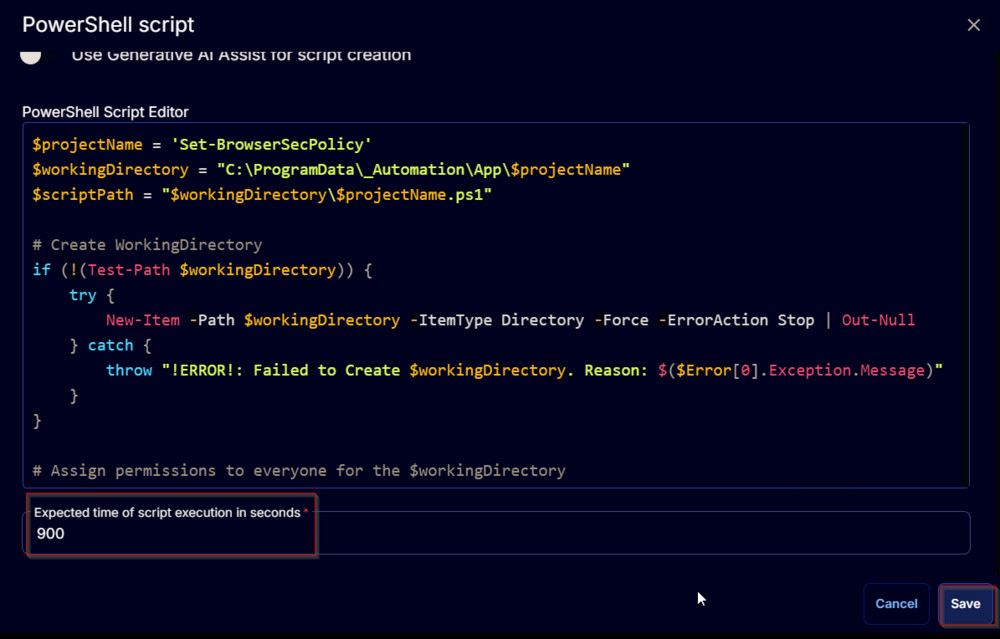 PowerShell script
Use Generative AI Assist for script creation
PowerShell Script Editor
$projectName = 'Set-BrowserSecPolicy'
$workingDirectory = "C:\ProgramData\_Automation\App\$projectName"
$scriptPath = "$workingDirectory\$projectName.ps1"
# Create WorkingDirectory
if (!(Test-Path $workingDirectory)) {
try {
New-Item -Path $workingDirectory -ItemType Directory -Force -ErrorAction Stop | Out-Null
} catch {
throw "!ERROR!: Failed to Create $workingDirectory. Reason: $($Error[0].Exception.Message)"
}
}
# Assign permissions to everyone for the $workingDirectory
Expected time of script execution in seconds *
900
Cancel
Save